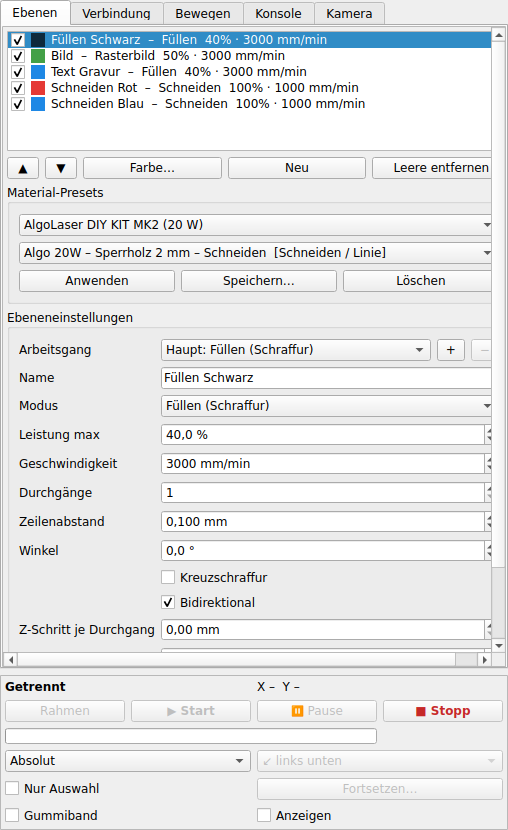 Ebenen Verbindung Bewegen Konsole Kamera
Füllen Schwarz – Füllen 40% · 3000 mm/min
Bild – Rasterbild 50% · 3000 mm/min
Text Gravur – Füllen 40% · 3000 mm/min
Schneiden Rot – Schneiden 100% · 1000 mm/min
Schneiden Blau – Schneiden 100% · 1000 mm/min
▲ ▼ Farbe... Neu Leere entfernen
Material-Presets
AlgoLaser DIY KIT MK2 (20 W)
Algo 20W – Sperrholz 2 mm – Schneiden [Schneiden / Linie]
Anwenden Speichern... Löschen
Ebeneneinstellungen
Arbeitsgang Haupt: Füllen (Schraffur) + −
Name Füllen Schwarz
Modus Füllen (Schraffur)
Leistung max 40,0 %
Geschwindigkeit 3000 mm/min
Durchgänge 1
Zeilenabstand 0,100 mm
Winkel 0,0 °
Kreuzschraffur
Bidirektional
Z-Schritt je Durchgang 0,00 mm
Getrennt X – Y –
Rahmen ▶ Start ⏸ Pause ■ Stopp
Absolut ↙ links unten
Nur Auswahl Fortsetzen...
Gummiband Anzeigen